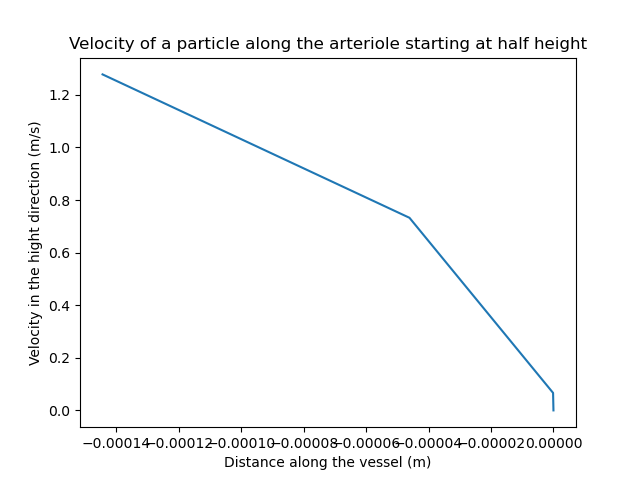 Velocity of a particle along the arteriole starting at half height
1.2
1.0
0.8
0.6
0.4
0.2
0.0
Velocity in the hight direction (m/s)
−0.00014 −0.00012 −0.00010 −0.00008 −0.00006 −0.00004 −0.00002 0.00000
Distance along the vessel (m)